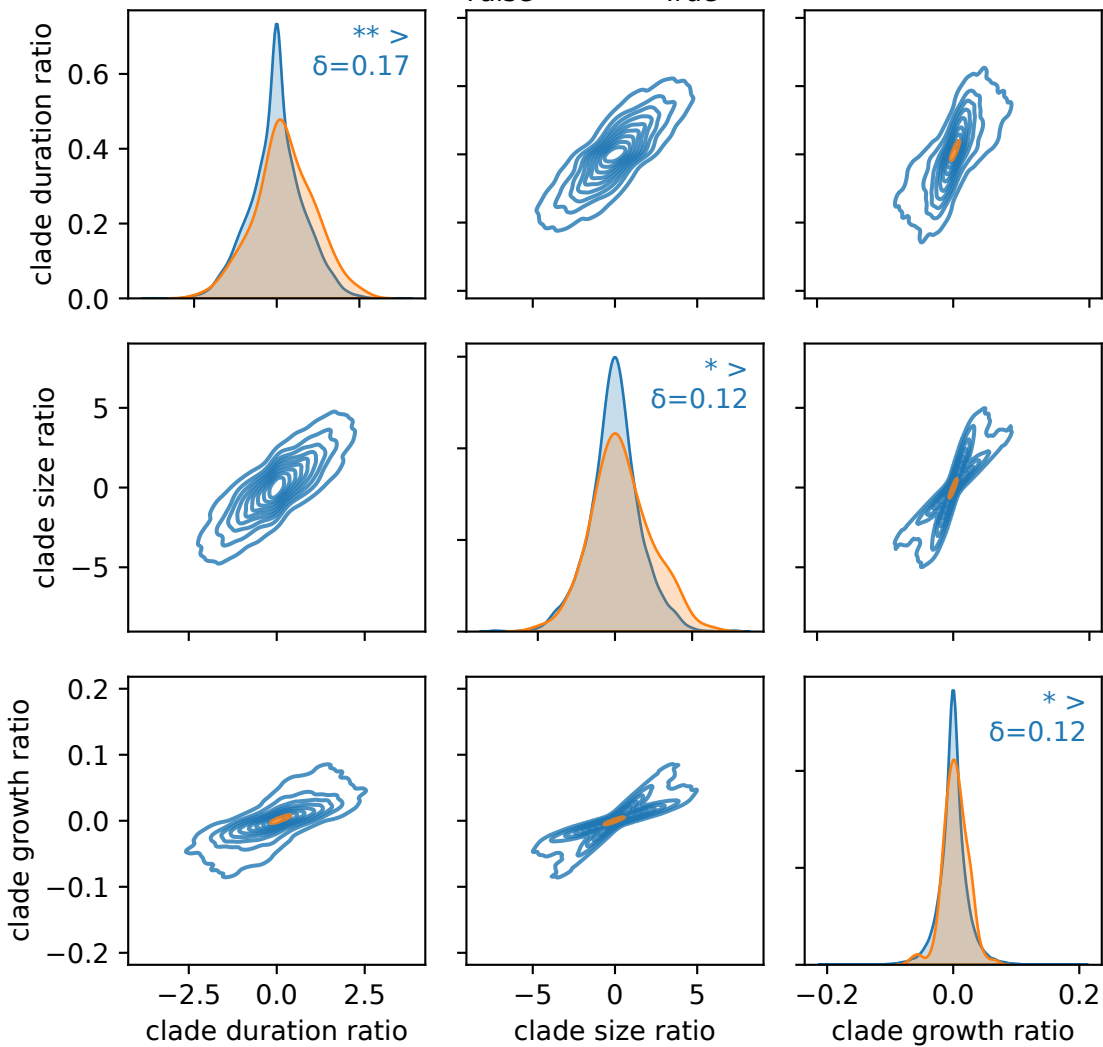 clade duration ratio
0.6
0.4
0.2
0.0
** >
δ=0.17
clade size ratio
5
0
−5
* >
δ=0.12
clade growth ratio
0.2
0.1
0.0
−0.1
−0.2
* >
δ=0.12
−2.5 0.0 2.5
−5 0 5
−0.2 0.0 0.2
clade duration ratio
clade size ratio
clade growth ratio